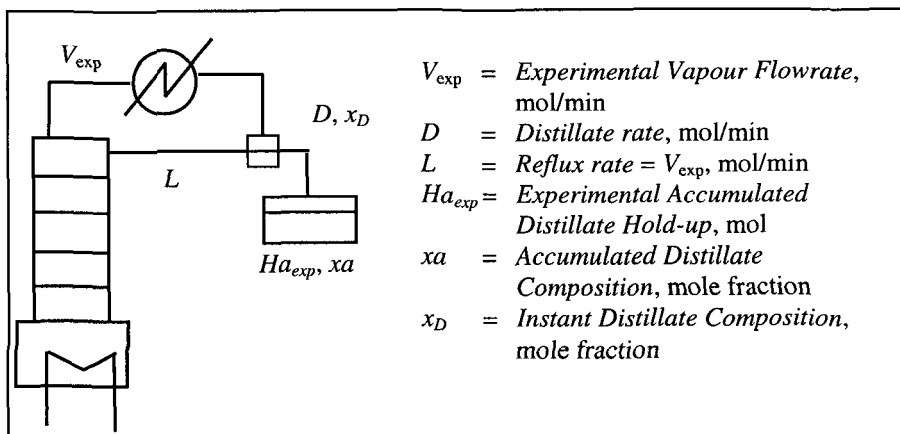 V_exp
D, x_D
L
Ha_exp, xa
V_exp = Experimental Vapour Flowrate,
mol/min
D = Distillate rate, mol/min
L = Reflux rate = V_exp, mol/min
Ha_exp = Experimental Accumulated
Distillate Hold-up, mol
xa = Accumulated Distillate
Composition, mole fraction
x_D = Instant Distillate Composition,
mole fraction